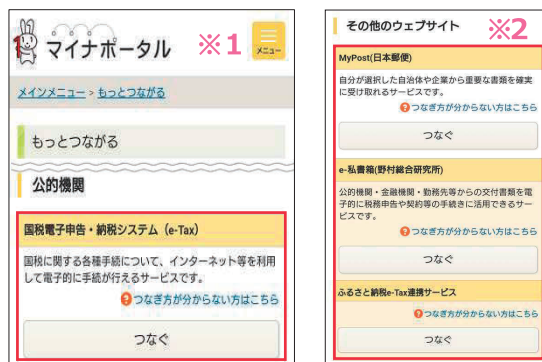 マイナポータル
※1
メニュー
メインメニュー > もっとつながる
もっとつながる
公的機関
国税電子申告・納税システム（e-Tax）
国税に関する各種手続について、インターネット等を利用
して電子的に手続が行えるサービスです。
?つなぎ方が分からない方はこちら
つなぐ
その他のウェブサイト
※2
MyPost(日本郵便)
自分が選択した自治体や企業から重要な書類を確実
に受け取れるサービスです。
?つなぎ方が分からない方はこちら
つなぐ
e-私書箱(野村総合研究所)
公的機関・金融機関・勤務先等からの交付書類を電
子的に税務申告や契約等の手続きに活用できるサー
ビスです。
?つなぎ方が分からない方はこちら
つなぐ
ふるさと納税e-Tax連携サービス
?つなぎ方が分からない方はこちら
つなぐ